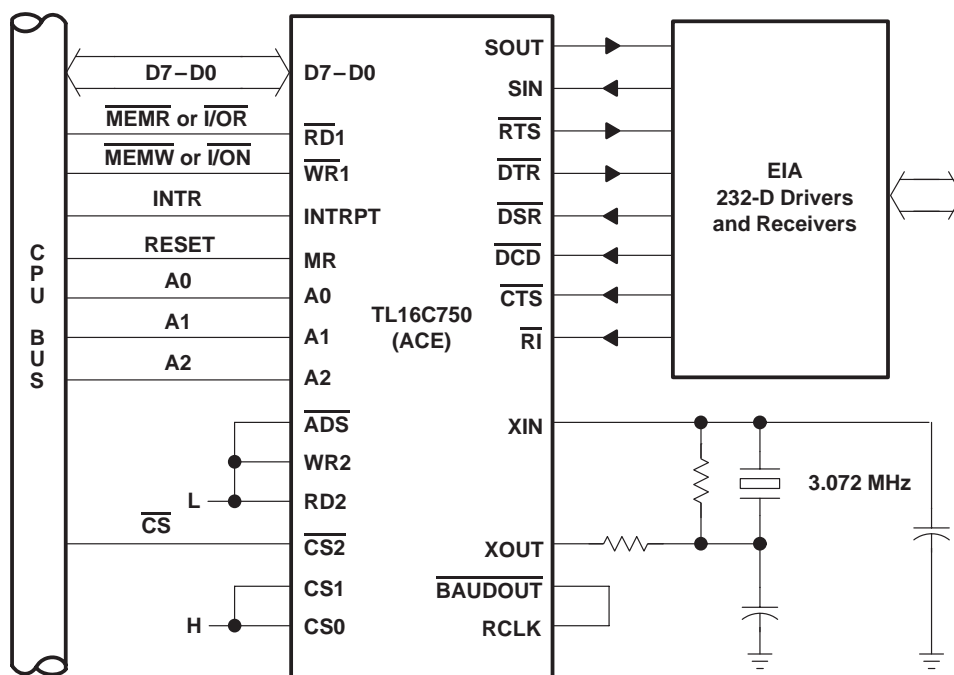 CPU BUS
D7–D0
MEMR or I/OR
MEMW or I/ON
INTR
RESET
A0
A1
A2
L
CS
H
D7–D0
RD1
WR1
INTRPT
MR
A0
A1
A2
ADS
WR2
RD2
CS2
CS1
CS0
TL16C750
(ACE)
SOUT
SIN
RTS
DTR
DSR
DCD
CTS
RI
XIN
XOUT
BAUDOUT
RCLK
EIA
232-D Drivers
and Receivers
3.072 MHz